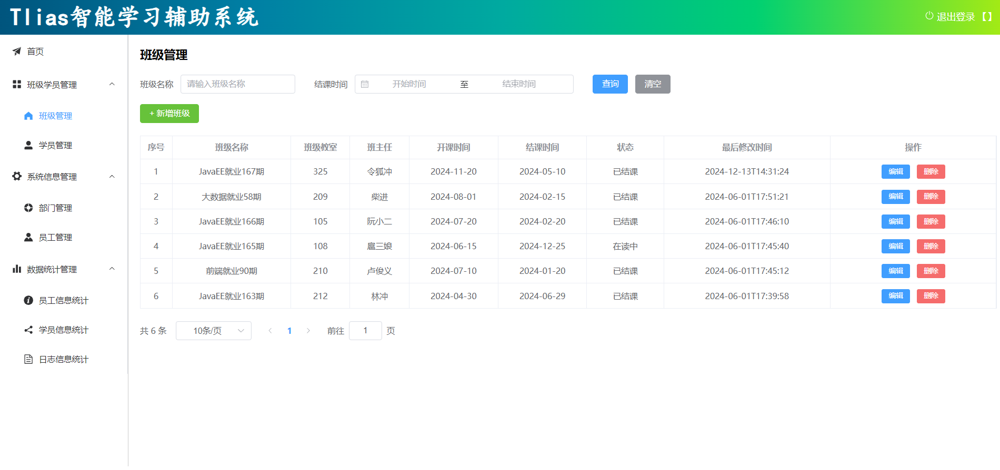 Tlias智能学习辅助系统
退出登录 【】
首页
班级学员管理
班级管理
学员管理
系统信息管理
部门管理
员工管理
数据统计管理
员工信息统计
学员信息统计
日志信息统计
班级管理
班级名称 请输入班级名称 结课时间 开始时间 至 结束时间 查询 清空
+ 新增班级
序号 班级名称 班级教室 班主任 开课时间 结课时间 状态 最后修改时间 操作
1 JavaEE就业167期 325 令狐冲 2024-11-20 2024-05-10 已结课 2024-12-13T14:31:24 编辑 删除
2 大数据就业58期 209 柴进 2024-08-01 2024-02-15 已结课 2024-06-01T17:51:21 编辑 删除
3 JavaEE就业166期 105 阮小二 2024-07-20 2024-02-20 已结课 2024-06-01T17:46:10 编辑 删除
4 JavaEE就业165期 108 扈三娘 2024-06-15 2024-12-25 在读中 2024-06-01T17:45:40 编辑 删除
5 前端就业90期 210 卢俊义 2024-07-10 2024-01-20 已结课 2024-06-01T17:45:12 编辑 删除
6 JavaEE就业163期 212 林冲 2024-04-30 2024-06-29 已结课 2024-06-01T17:39:58 编辑 删除
共 6 条 10条/页 1 前往 1 页